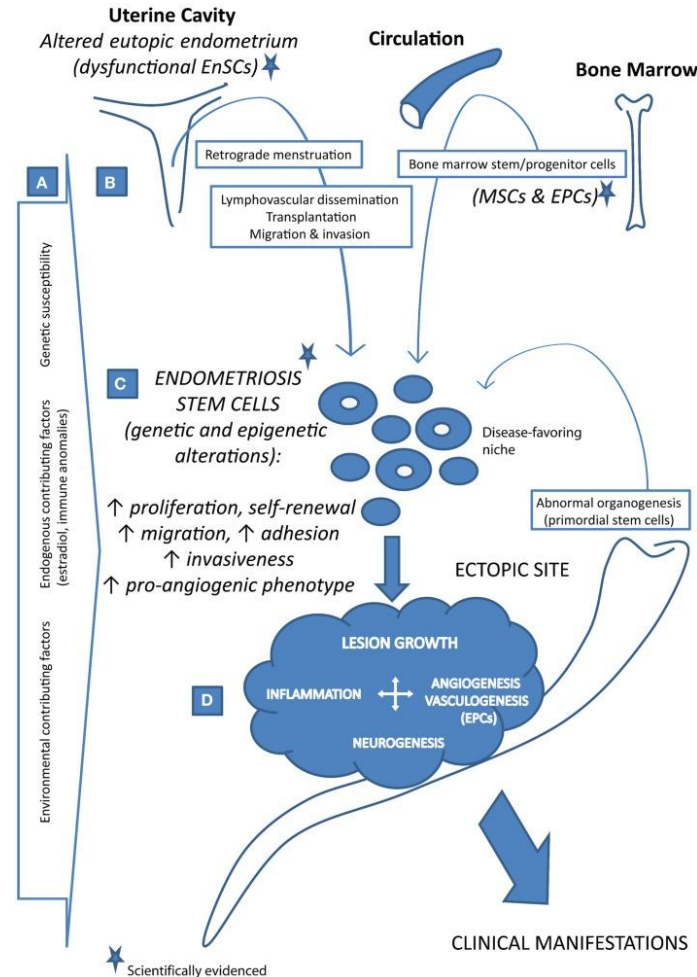 Uterine Cavity
Altered eutopic endometrium
(dysfunctional EnSCs)
Circulation
Bone Marrow
A
B
Retrograde menstruation
Lymphovascular dissemination
Transplantation
Migration & invasion
Bone marrow stem/progenitor cells
(MSCs & EPCs)
Genetic susceptibility
Endogenous contributing factors
(estradiol, immune anomalies)
Environmental contributing factors
C
ENDOMETRIOSIS
STEM CELLS
(genetic and epigenetic
alterations):
↑ proliferation, self-renewal
↑ migration, ↑ adhesion
↑ invasiveness
↑ pro-angiogenic phenotype
Disease-favoring
niche
Abnormal organogenesis
(primordial stem cells)
ECTOPIC SITE
D
LESION GROWTH
INFLAMMATION
ANGIOGENESIS
VASCULOGENESIS
(EPCs)
NEUROGENESIS
CLINICAL MANIFESTATIONS
Scientifically evidenced